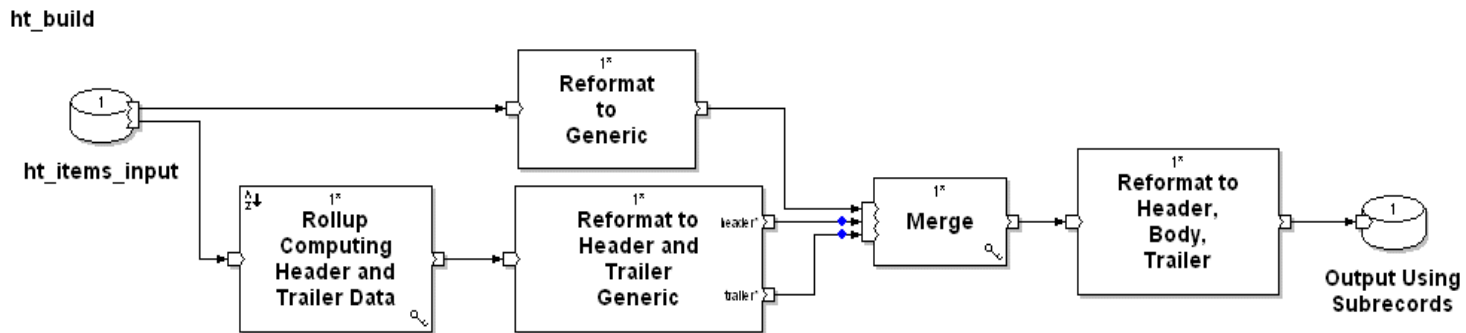 ht_build
1
ht_items_input
1*
Reformat
to
Generic
A
Z
1*
Rollup
Computing
Header and
Trailer Data
1*
Reformat to
Header and
Trailer
Generic
header*
trailer*
1*
Merge
1*
Reformat to
Header,
Body,
Trailer
1
Output Using
Subrecords